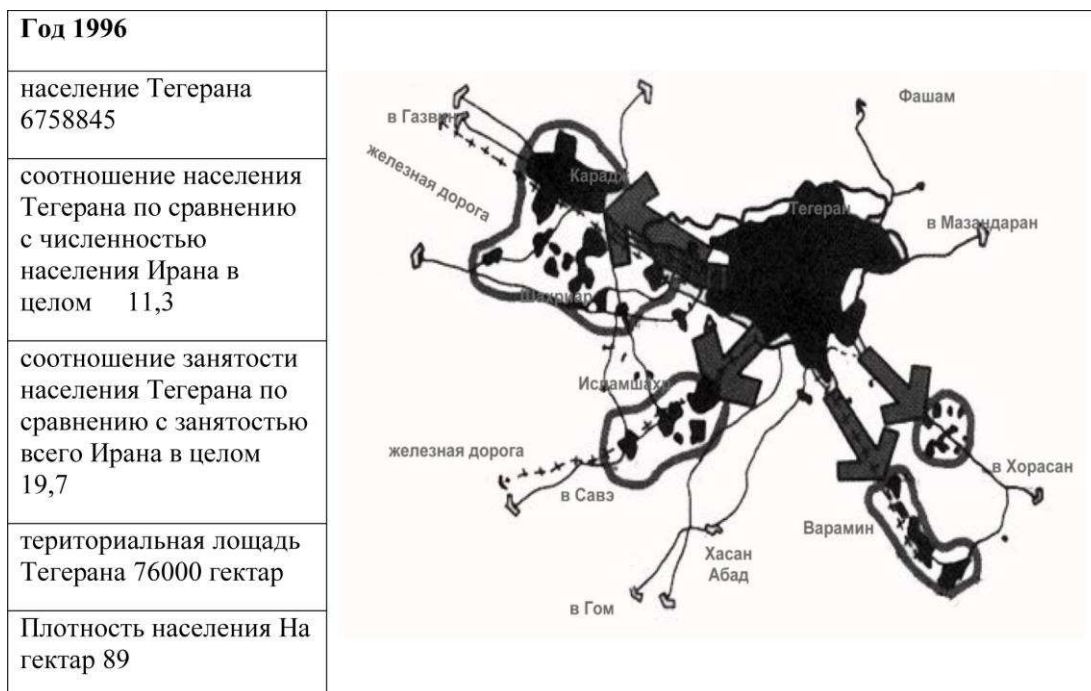 Год 1996
население Тегерана
6758845
соотношение населения
Тегерана по сравнению
с численностью
населения Ирана в
целом 11,3
соотношение занятости
населения Тегерана по
сравнению с занятостью
всего Ирана в целом
19,7
териториальная лощадь
Тегерана 76000 гектар
Плотность населения На
гектар 89
Фашам
в Газвин
железная дорога
Карадж
Тегеран
в Мазандаран
Шахриар
Исламшахр
железная дорога
в Хорасан
в Савэ
Варамин
Хасан
Абад
в Гом